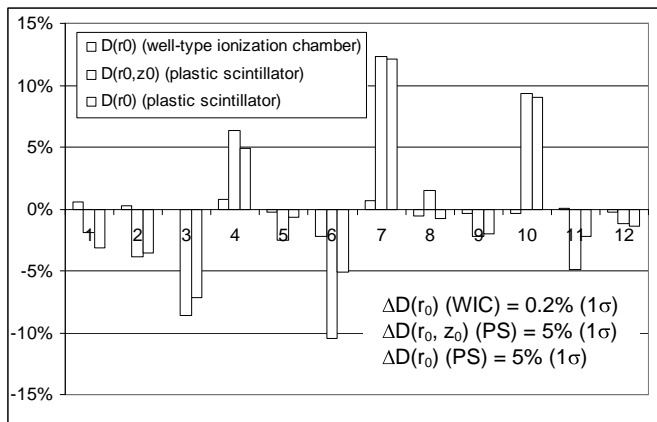 15%
10%
5%
0%
-5%
-10%
-15%
D(r0) (well-type ionization chamber)
D(r0,z0) (plastic scintillator)
D(r0) (plastic scintillator)
1 2 3 4 5 6 7 8 9 10 11 12
ΔD(r₀) (WIC) = 0.2% (1σ)
ΔD(r₀, z₀) (PS) = 5% (1σ)
ΔD(r₀) (PS) = 5% (1σ)